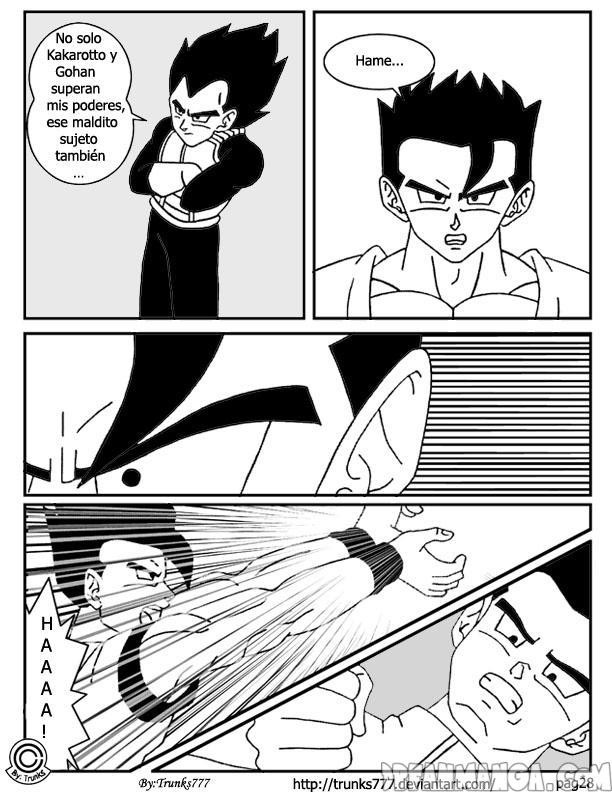 No solo
Kakarotto y
Gohan
superan
mis poderes,
ese maldito
sujeto
también
...
Hame...
H
A
A
A
A
!
By: Trunks
By:Trunks777
http://trunks777.deviantart.com
pag28